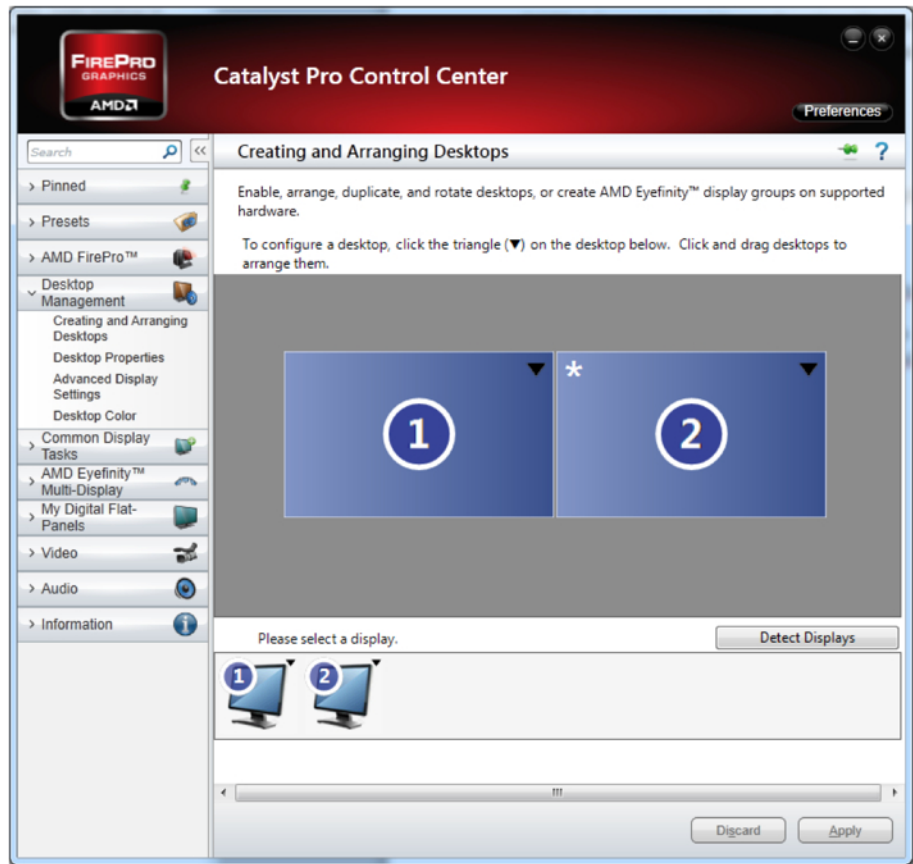 FIREPRO
GRAPHICS
AMD
Catalyst Pro Control Center
Preferences
Search
<<
Creating and Arranging Desktops
?
> Pinned
> Presets
> AMD FirePro™
Desktop
Management
Creating and Arranging
Desktops
Desktop Properties
Advanced Display
Settings
Desktop Color
> Common Display
Tasks
> AMD Eyefinity™
Multi-Display
> My Digital Flat-
Panels
> Video
> Audio
> Information
Enable, arrange, duplicate, and rotate desktops, or create AMD Eyefinity™ display groups on supported
hardware.
To configure a desktop, click the triangle (▼) on the desktop below. Click and drag desktops to
arrange them.
1
* 2
Please select a display.
Detect Displays
1 2
Discard Apply